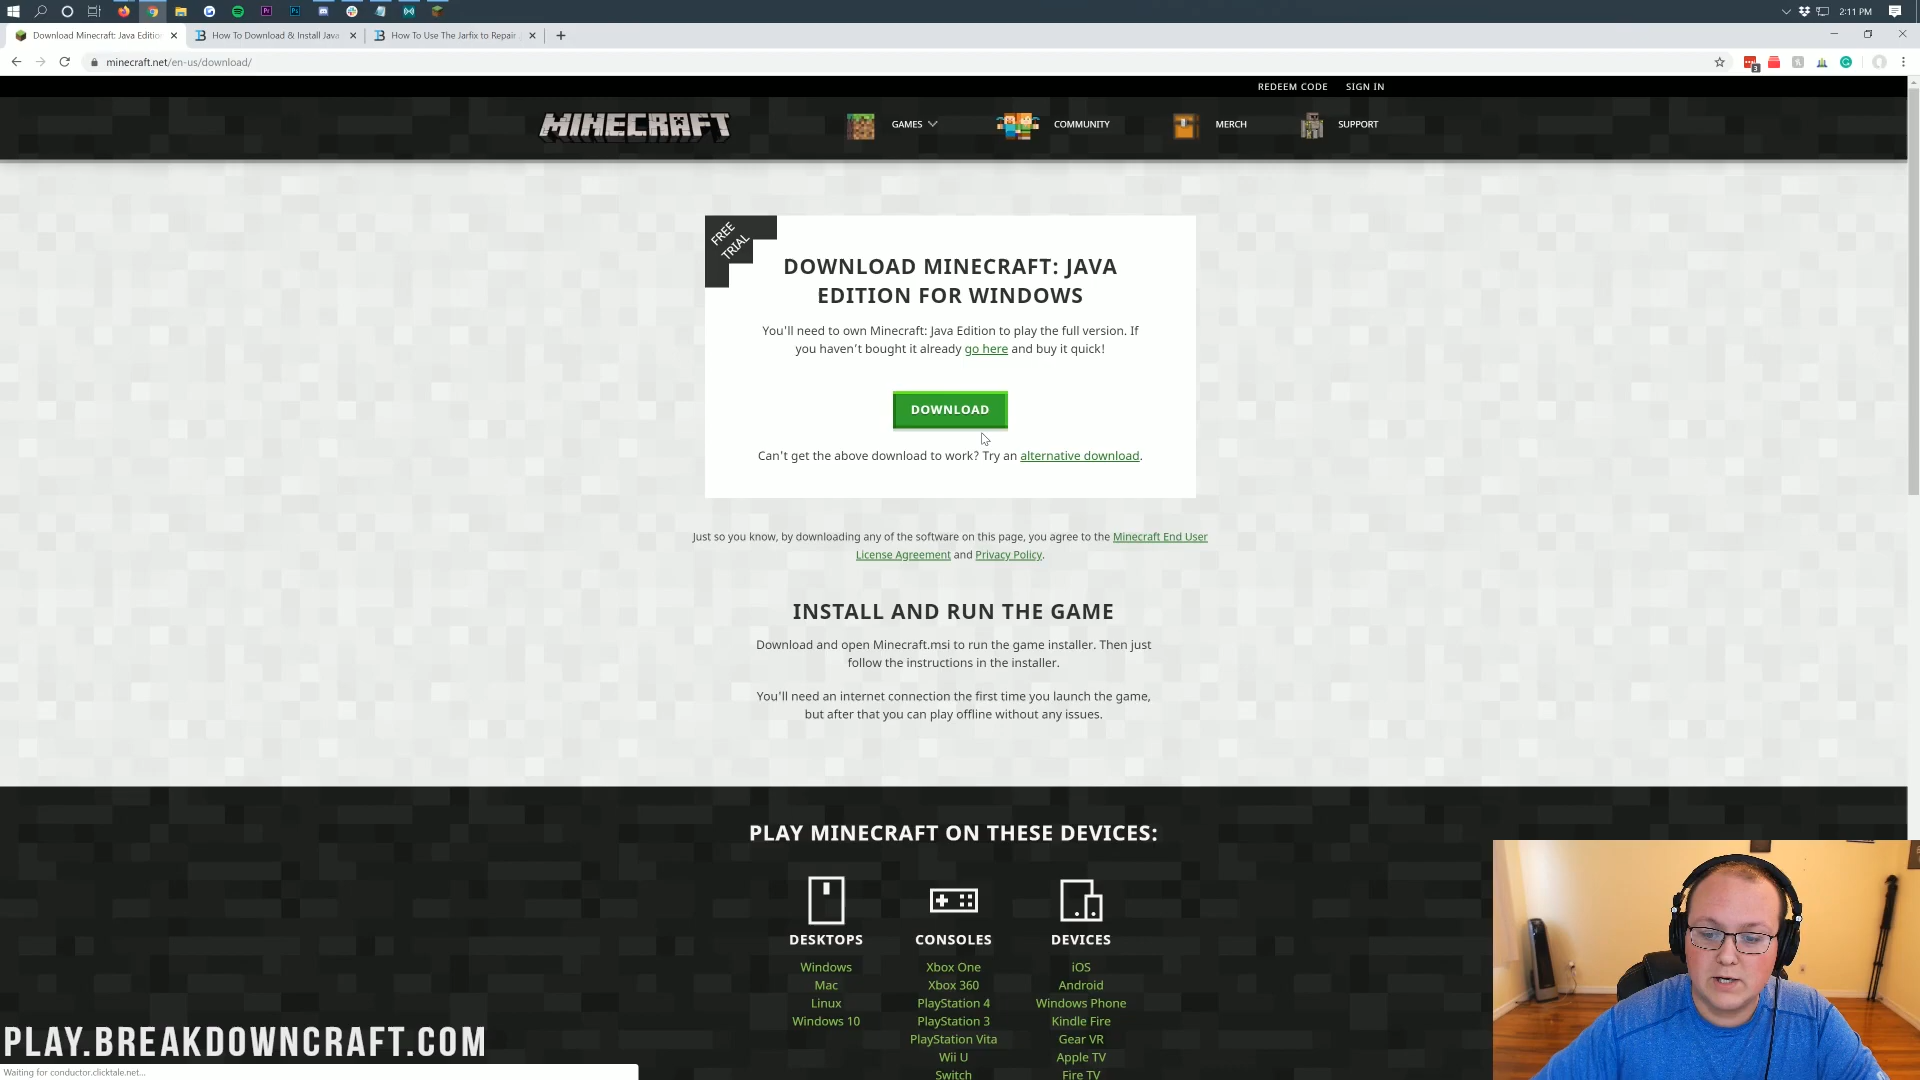 2:11 PM
Download Minecraft: Java Editio
How To Download & Install Java
How To Use The Jarfix to Repair
minecraft.net/en-us/download/
3
REDEEM CODE SIGN IN
MINECRAFT
GAMES
COMMUNITY
MERCH
SUPPORT
FREE
TRIAL
DOWNLOAD MINECRAFT: JAVA
EDITION FOR WINDOWS
You'll need to own Minecraft: Java Edition to play the full version. If
you haven't bought it already go here and buy it quick!
DOWNLOAD
Can't get the above download to work? Try an alternative download.
Just so you know, by downloading any of the software on this page, you agree to the Minecraft End User
License Agreement and Privacy Policy.
INSTALL AND RUN THE GAME
Download and open Minecraft.msi to run the game installer. Then just
follow the instructions in the installer.
You'll need an internet connection the first time you launch the game,
but after that you can play offline without any issues.
PLAY MINECRAFT ON THESE DEVICES:
DESKTOPS
Windows
Mac
Linux
Windows 10
CONSOLES
Xbox One
Xbox 360
PlayStation 4
PlayStation 3
PlayStation Vita
Wii U
Switch
DEVICES
iOS
Android
Windows Phone
Kindle Fire
Gear VR
Apple TV
Fire TV
PLAY.BREAKDOWNCRAFT.COM
Waiting for conductor.clicktale.net...